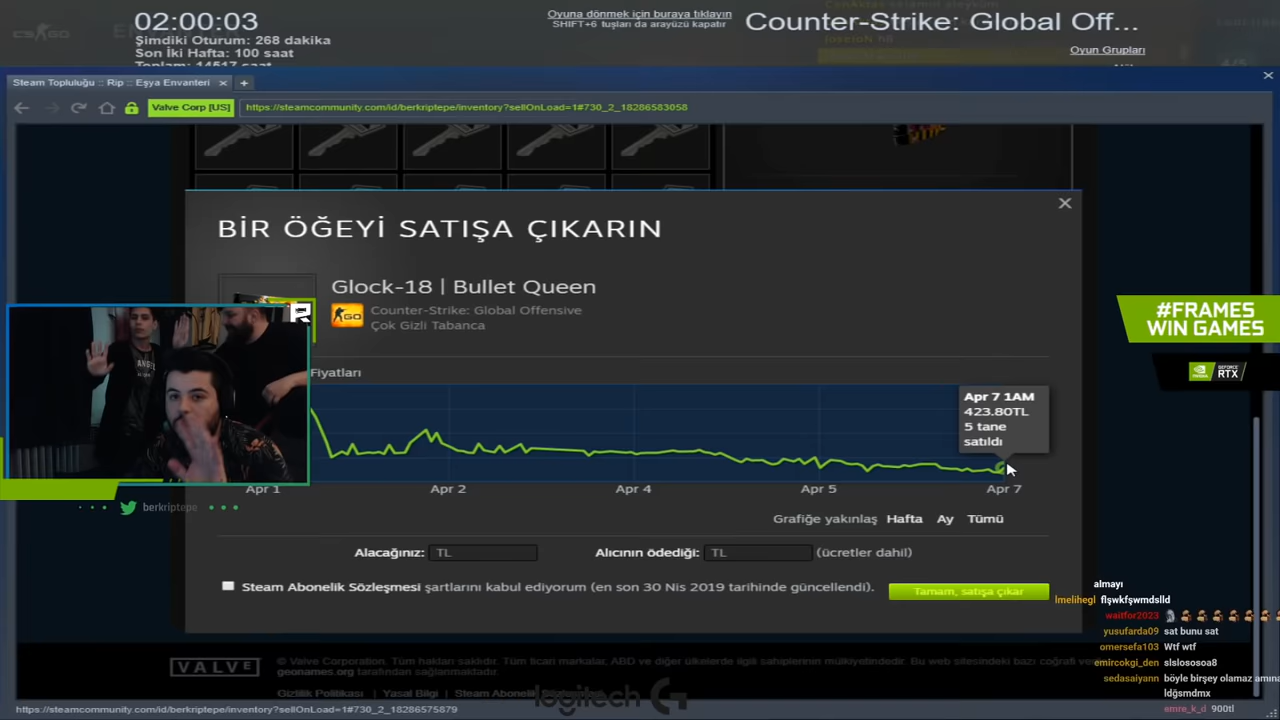 02:00:03
Şimdiki Oturum: 268 dakika
Son İki Hafta: 100 saat
Toplam: 14517 saat
Oyuna dönmek için buraya tıklayın
SHIFT+6 tuşları da arayüzü kapatır
Counter-Strike: Global Off...
Oyun Grupları
Steam Topluluğu :: Rip :: Eşya Envanteri
Valve Corp [US]
https://steamcommunity.com/id/berkriptepe/inventory?sellOnLoad=1#730_2_18286583058
BİR ÖĞEYİ SATIŞA ÇIKARIN
Glock-18 | Bullet Queen
GO
Counter-Strike: Global Offensive
Çok Gizli Tabanca
Fiyatları
Apr 7 1AM
423.80TL
5 tane
satıldı
Apr 1
Apr 2
Apr 4
Apr 5
Apr 7
Grafiğe yakınlaş Hafta Ay Tümü
Alacağınız: TL
Alıcının ödediği: TL (ücretler dahil)
Steam Abonelik Sözleşmesi şartlarını kabul ediyorum (en son 30 Nis 2019 tarihinde güncellendi).
Tamam, satışa çıkar
berkriptepe
#FRAMES
WIN GAMES
NVIDIA
GEFORCE
RTX
almayı
lmelihegl flşwkfşwmdslld
waitfor2023
yusufarda09 sat bunu sat
omersefa103 Wtf wtf
emircokgi_den slslososoa8
sedasaiyann böyle birşey olamaz amına
ldğsmdmx
emre_k_d 900tl
VALVE
© Valve Corporation. Tüm hakları saklıdır. Tüm ticari markalar, ABD ve diğer ülkelerde ilgili sahiplerinin mülkiyetindedir. Bu web sitesindeki bazı coğrafi
geonames.org tarafından sağlanmaktadır.
Gizlilik Politikası | Yasal Bilgi | Steam Abonelik
logitech G
https://steamcommunity.com/id/berkriptepe/inventory?sellOnLoad=1#730_2_18286575879